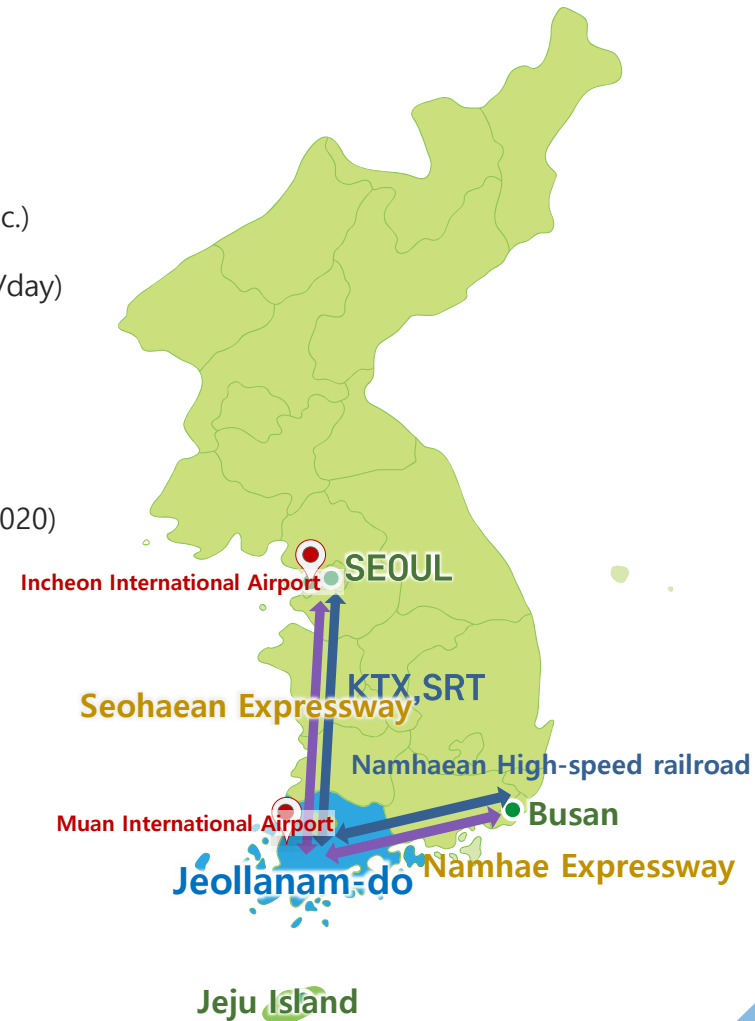 c.)
/day)
020)
SEOUL
Incheon International Airport
KTX,SRT
Seohaean Expressway
Namhaean High-speed railroad
Busan
Muan International Airport
Namhae Expressway
Jeollanam-do
Jeju Island